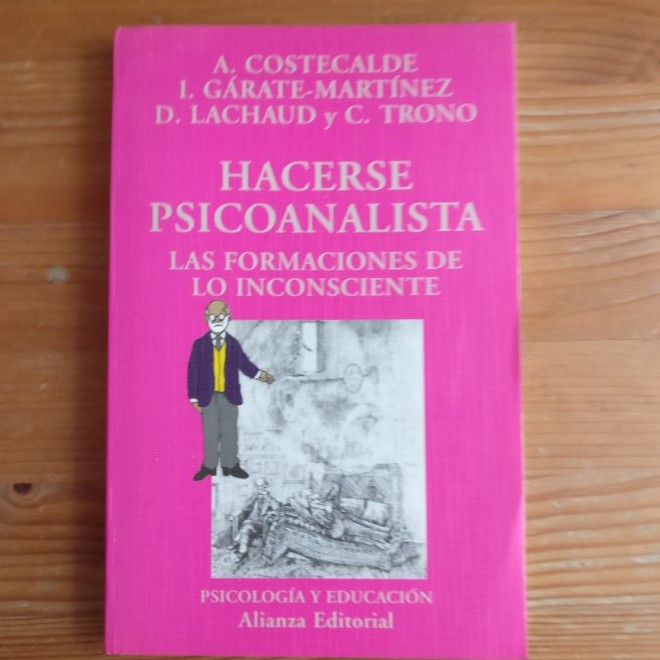 A. COSTECALDE
I. GÁRATE-MARTÍNEZ
D. LACHAUD y C. TRONO
HACERSE
PSICOANALISTA
LAS FORMACIONES DE
LO INCONSCIENTE
PSICOLOGÍA Y EDUCACIÓN
Alianza Editorial